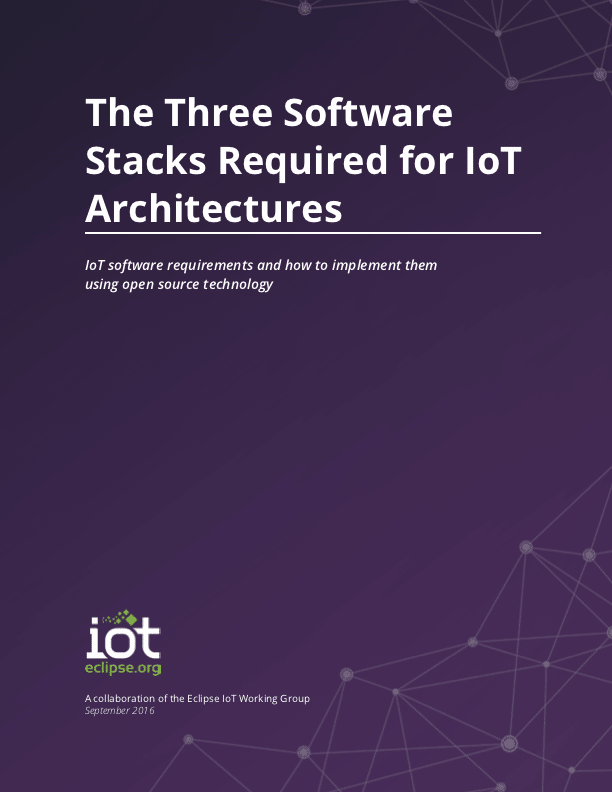 The Three Software
Stacks Required for IoT
Architectures
IoT software requirements and how to implement them
using open source technology
iot
eclipse.org
A collaboration of the Eclipse IoT Working Group
September 2016